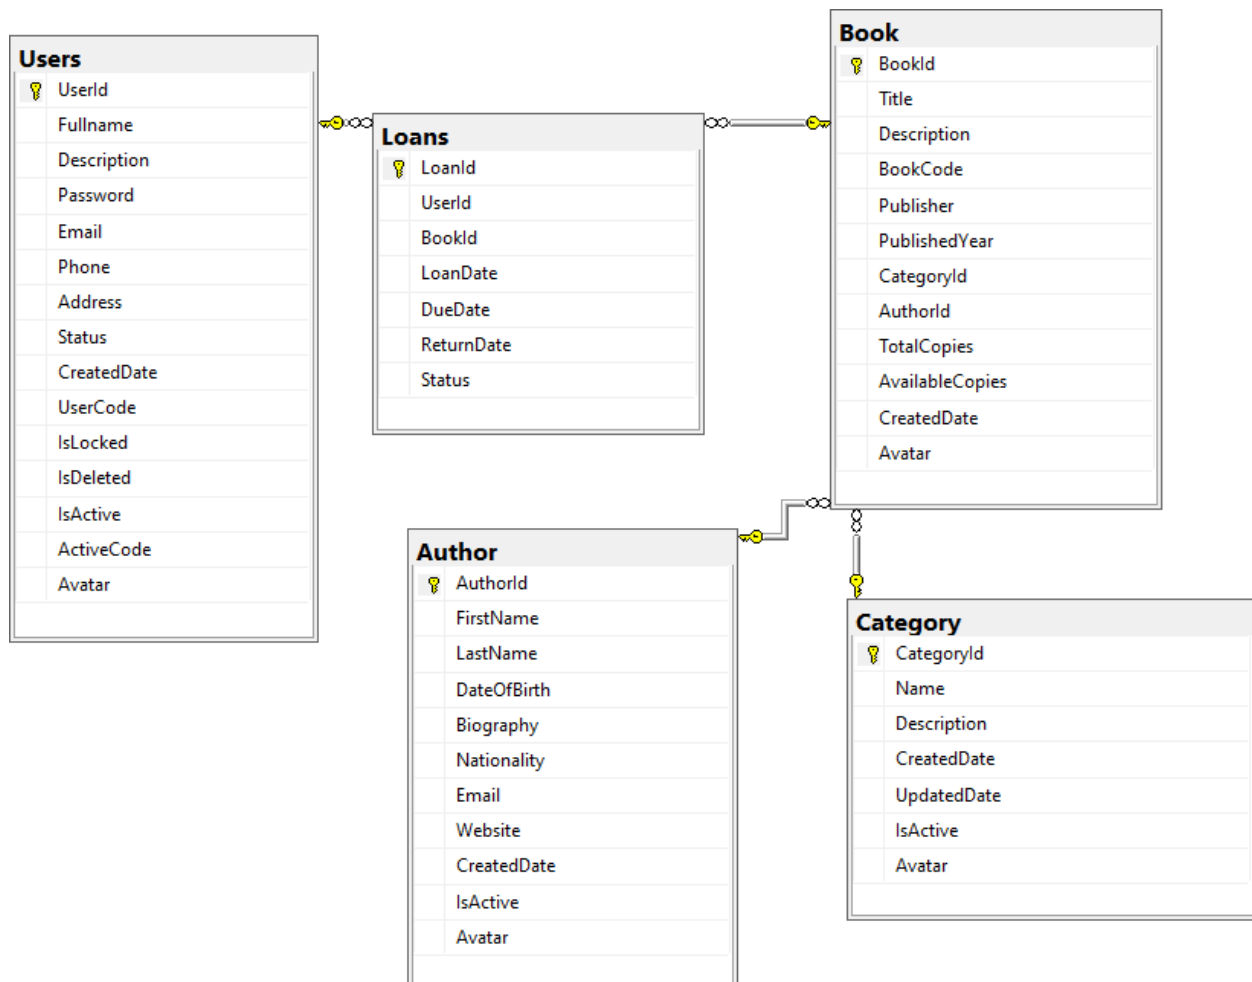 Users
UserId
Fullname
Description
Password
Email
Phone
Address
Status
CreatedDate
UserCode
IsLocked
IsDeleted
IsActive
ActiveCode
Avatar
Loans
LoanId
UserId
BookId
LoanDate
DueDate
ReturnDate
Status
Book
BookId
Title
Description
BookCode
Publisher
PublishedYear
CategoryId
AuthorId
TotalCopies
AvailableCopies
CreatedDate
Avatar
Author
AuthorId
FirstName
LastName
DateOfBirth
Biography
Nationality
Email
Website
CreatedDate
IsActive
Avatar
Category
CategoryId
Name
Description
CreatedDate
UpdatedDate
IsActive
Avatar